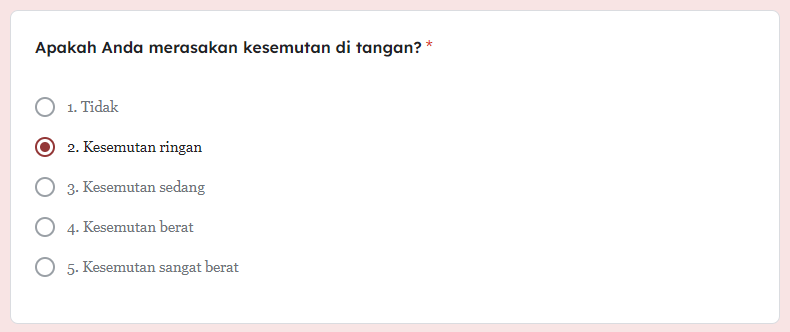 Apakah Anda merasakan kesemutan di tangan? *
1. Tidak
2. Kesemutan ringan
3. Kesemutan sedang
4. Kesemutan berat
5. Kesemutan sangat berat